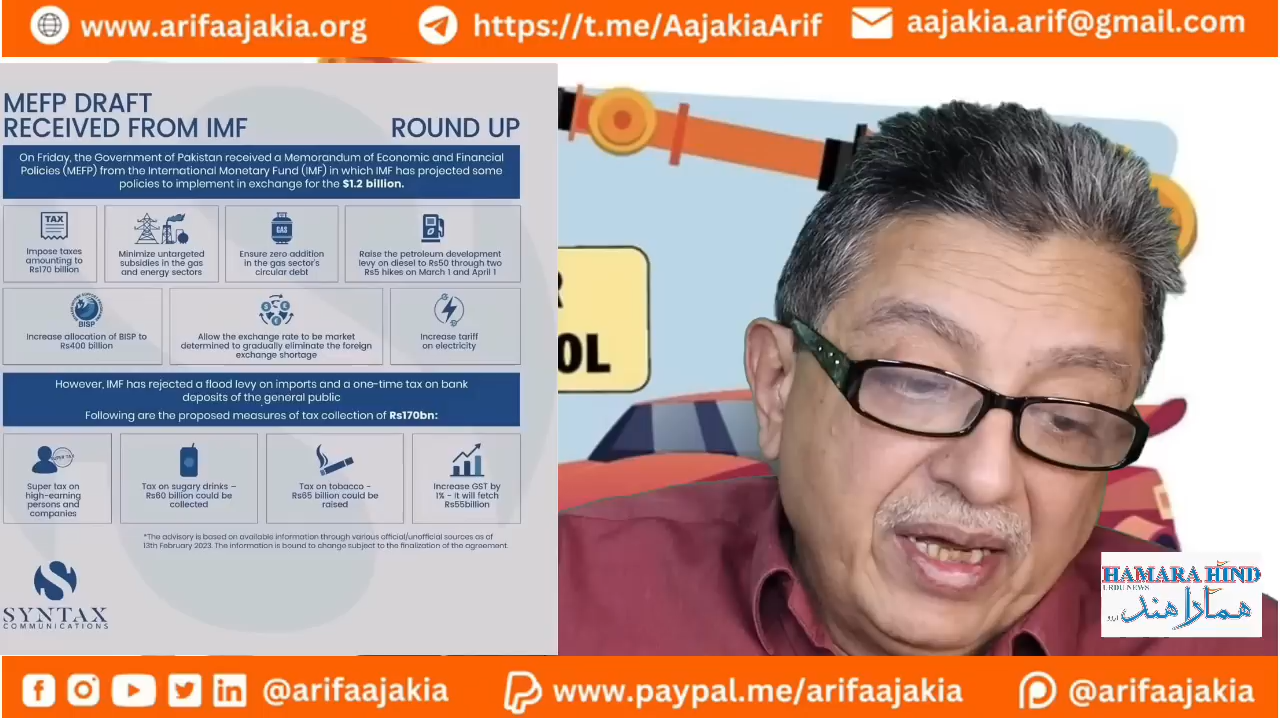 www.arifaajakia.org
https://t.me/AajakiaArif
aajakia.arif@gmail.com
MEFP DRAFT
RECEIVED FROM IMF
ROUND UP
On Friday, the Government of Pakistan received a Memorandum of Economic and Financial
Policies (MEFP) from the International Monetary Fund (IMF) in which IMF has projected some
policies to implement in exchange for the $1.2 billion.
TAX
Impose taxes
amounting to
Rs170 billion
Minimize untargeted
subsidies in the gas
and energy sectors
GAS
Ensure zero addition
in the gas sector's
circular debt
Raise the petroleum development
levy on diesel to Rs50 through two
Rs5 hikes on March 1 and April 1
BISP
Increase allocation of BISP to
Rs400 billion
Allow the exchange rate to be market
determined to gradually eliminate the foreign
exchange shortage
Increase tariff
on electricity
However, IMF has rejected a flood levy on imports and a one-time tax on bank
deposits of the general public
Following are the proposed measures of tax collection of Rs170bn:
Super tax on
high-earning
persons and
companies
Tax on sugary drinks –
Rs60 billion could be
collected
Tax on tobacco -
Rs65 billion could be
raised
Increase GST by
1% - it will fetch
Rs55billion
*The advisory is based on available information through various official/unofficial sources as of
13th February 2023. The information is bound to change subject to the finalization of the agreement.
SYNTAX
COMMUNICATIONS
R
OL
HAMARA HIND
URDU NEWS
ہمارا ہند
اردو
@arifaajakia
www.paypal.me/arifaajakia
@arifaajakia